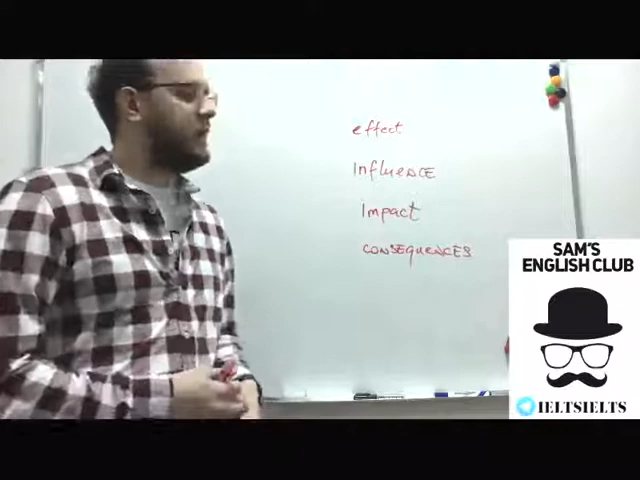 effect
Influence
Impact
consequences
SAM'S
ENGLISH CLUB
IELTSIELTS